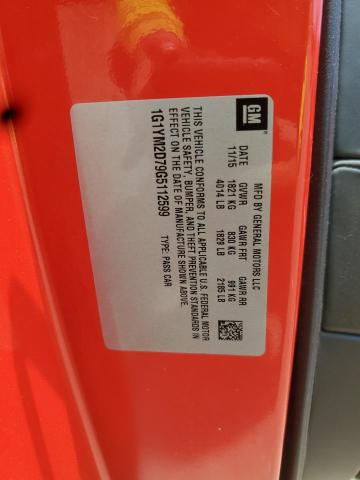 GM
MFD BY GENERAL MOTORS LLC
DATE GVWR GAWR FRT GAWR RR
11/15 1821 KG 830 KG 991 KG
4014 LB 1829 LB 2185 LB
THIS VEHICLE CONFORMS TO ALL APPLICABLE U.S. FEDERAL MOTOR
VEHICLE SAFETY, BUMPER, AND THEFT PREVENTION STANDARDS IN
EFFECT ON THE DATE OF MANUFACTURE SHOWN ABOVE.
1G1YM2D79G5112599 TYPE: PASS CAR